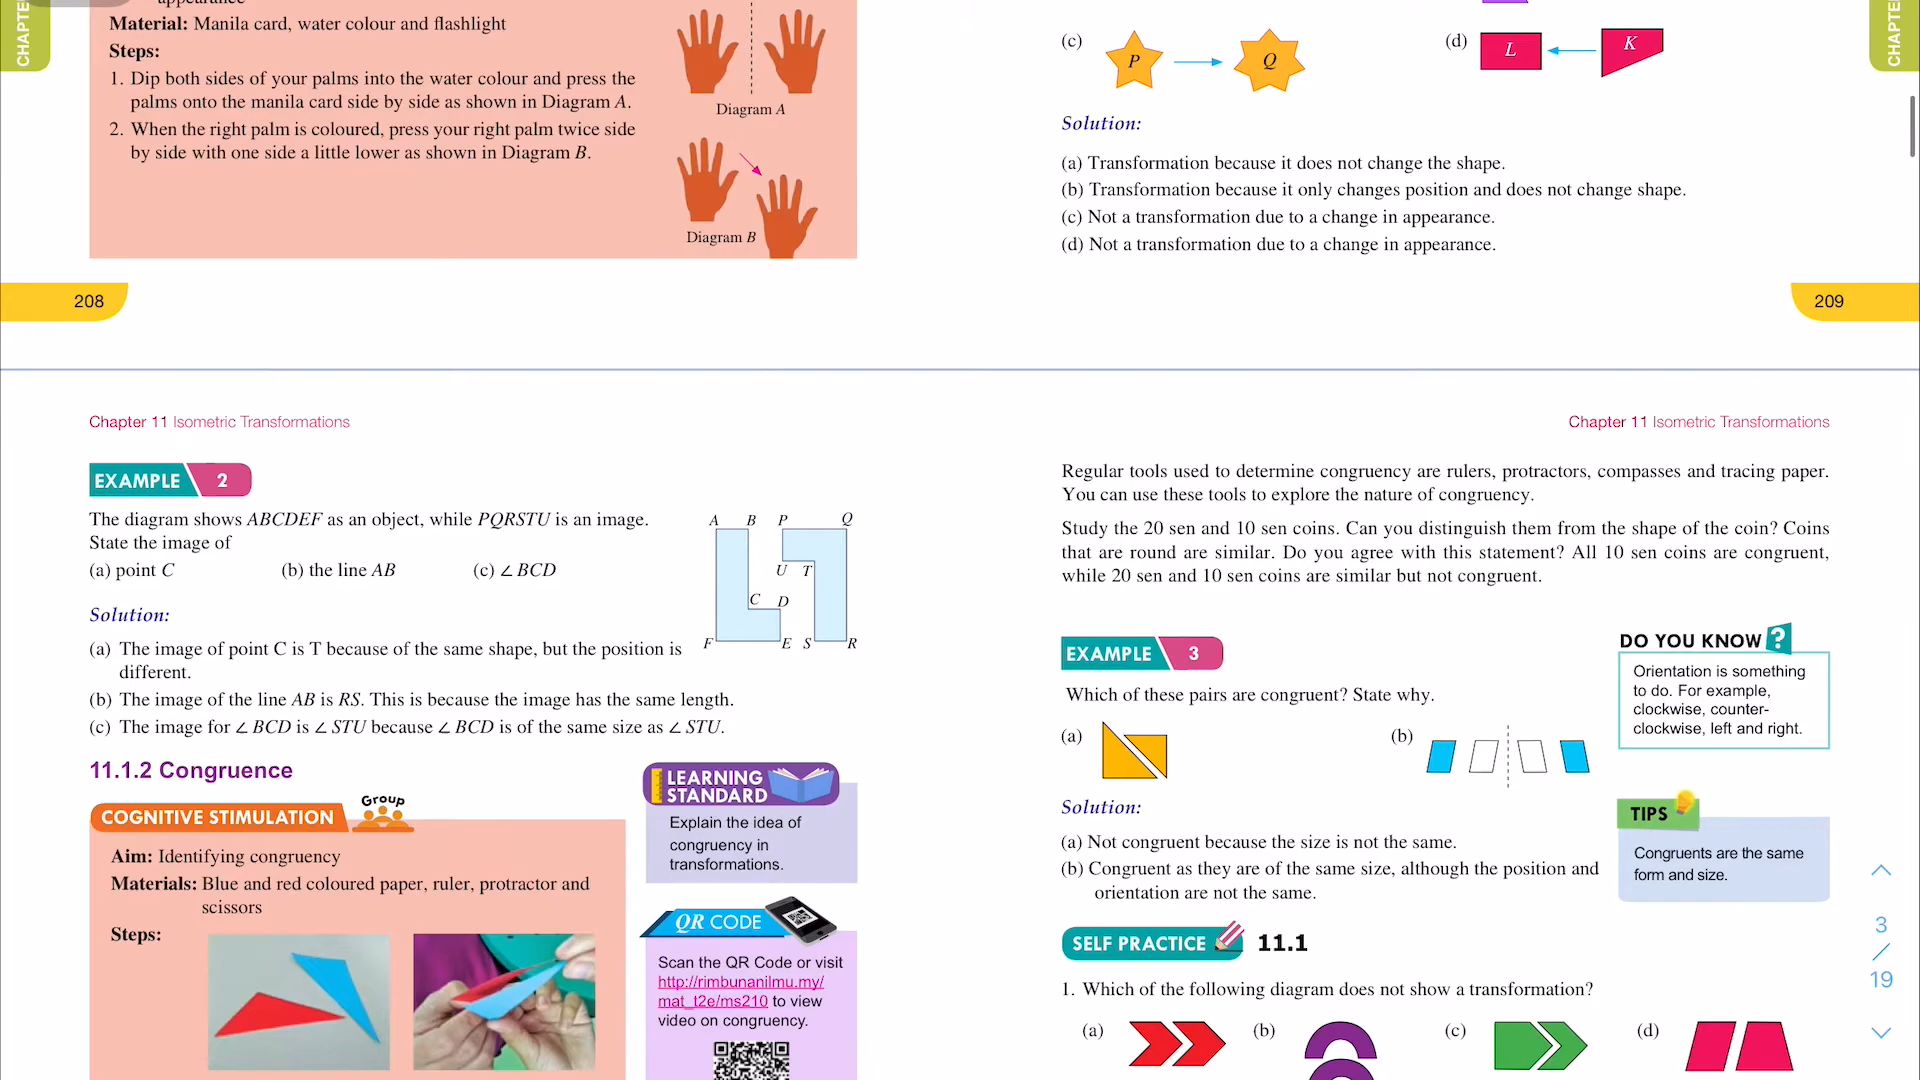 CHAPTE
appearance
Material: Manila card, water colour and flashlight
Steps:
1. Dip both sides of your palms into the water colour and press the
palms onto the manila card side by side as shown in Diagram A.
2. When the right palm is coloured, press your right palm twice side
by side with one side a little lower as shown in Diagram B.
Diagram A
Diagram B
208
CHAPTE
(c)
P
Q
(d)
L
K
Solution:
(a) Transformation because it does not change the shape.
(b) Transformation because it only changes position and does not change shape.
(c) Not a transformation due to a change in appearance.
(d) Not a transformation due to a change in appearance.
209
Chapter 11 Isometric Transformations
EXAMPLE 2
The diagram shows ABCDEF as an object, while PQRSTU is an image.
State the image of
(a) point C (b) the line AB (c) ∠ BCD
A B P Q
U T
C D
F E S R
Solution:
(a) The image of point C is T because of the same shape, but the position is
different.
(b) The image of the line AB is RS. This is because the image has the same length.
(c) The image for ∠ BCD is ∠ STU because ∠ BCD is of the same size as ∠ STU.
11.1.2 Congruence
COGNITIVE STIMULATION Group
Aim: Identifying congruency
Materials: Blue and red coloured paper, ruler, protractor and
scissors
Steps:
LEARNING
STANDARD
Explain the idea of
congruency in
transformations.
QR CODE
Scan the QR Code or visit
http://rimbunanilmu.my/
mat_t2e/ms210 to view
video on congruency.
Chapter 11 Isometric Transformations
Regular tools used to determine congruency are rulers, protractors, compasses and tracing paper.
You can use these tools to explore the nature of congruency.
Study the 20 sen and 10 sen coins. Can you distinguish them from the shape of the coin? Coins
that are round are similar. Do you agree with this statement? All 10 sen coins are congruent,
while 20 sen and 10 sen coins are similar but not congruent.
EXAMPLE 3
Which of these pairs are congruent? State why.
(a)
(b)
Solution:
(a) Not congruent because the size is not the same.
(b) Congruent as they are of the same size, although the position and
orientation are not the same.
DO YOU KNOW ?
Orientation is something
to do. For example,
clockwise, counter-
clockwise, left and right.
TIPS
Congruents are the same
form and size.
SELF PRACTICE 11.1
1. Which of the following diagram does not show a transformation?
(a) (b) (c) (d)
3
/
19